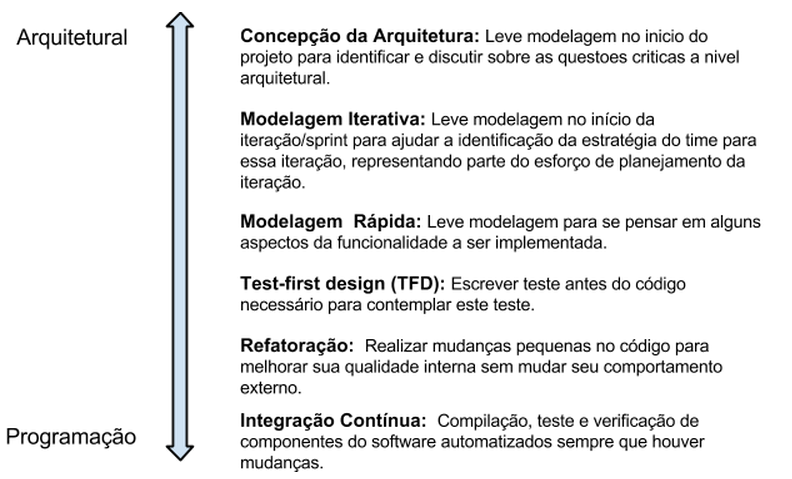 Arquitetural
Concepção da Arquitetura: Leve modelagem no inicio do
projeto para identificar e discutir sobre as questoes criticas a nivel
arquitetural.
Modelagem Iterativa: Leve modelagem no início da
iteração/sprint para ajudar a identificação da estratégia do time para
essa iteração, representando parte do esforço de planejamento da
iteração.
Modelagem Rápida: Leve modelagem para se pensar em alguns
aspectos da funcionalidade a ser implementada.
Test-first design (TFD): Escrever teste antes do código
necessário para contemplar este teste.
Refatoração: Realizar mudanças pequenas no código para
melhorar sua qualidade interna sem mudar seu comportamento
externo.
Programação
Integração Contínua: Compilação, teste e verificação de
componentes do software automatizados sempre que houver
mudanças.